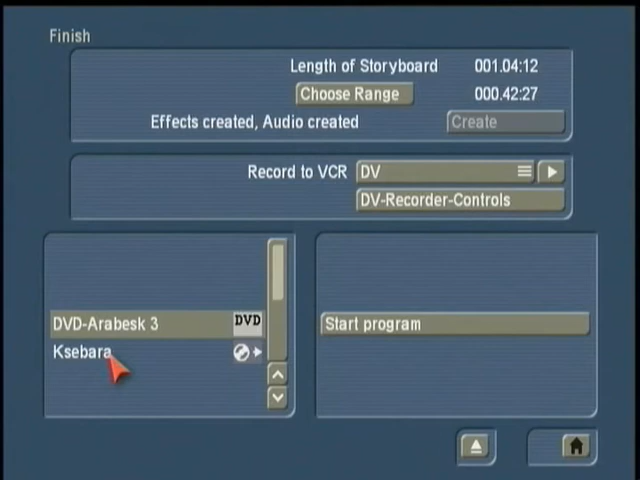 Finish
Length of Storyboard 001.04:12
Choose Range 000.42:27
Effects created, Audio created Create
Record to VCR DV
DV-Recorder-Controls
DVD-Arabesk 3 DVD
Ksebara
Start program